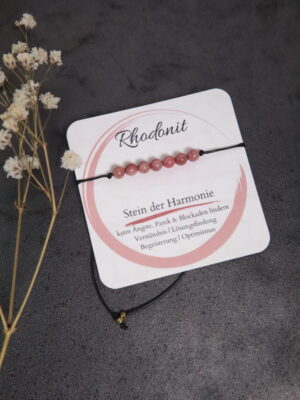 Rhodonit
Stein der Harmonie
kann Ängste, Panik & Blockaden lindern
Verständnis | Lösungsfindung
Begeisterung | Optimismus